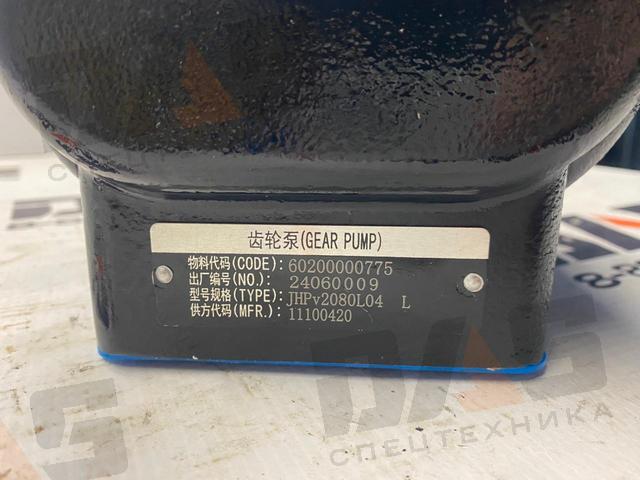 齿轮泵(GEAR PUMP)
物料代码(CODE): 60200000775
出厂编号(NO.): 24060009
型号规格(TYPE): JHPv2080L04 L
供方代码(MFR.): 11100420
DAS
СПЕЦТЕХНИКА